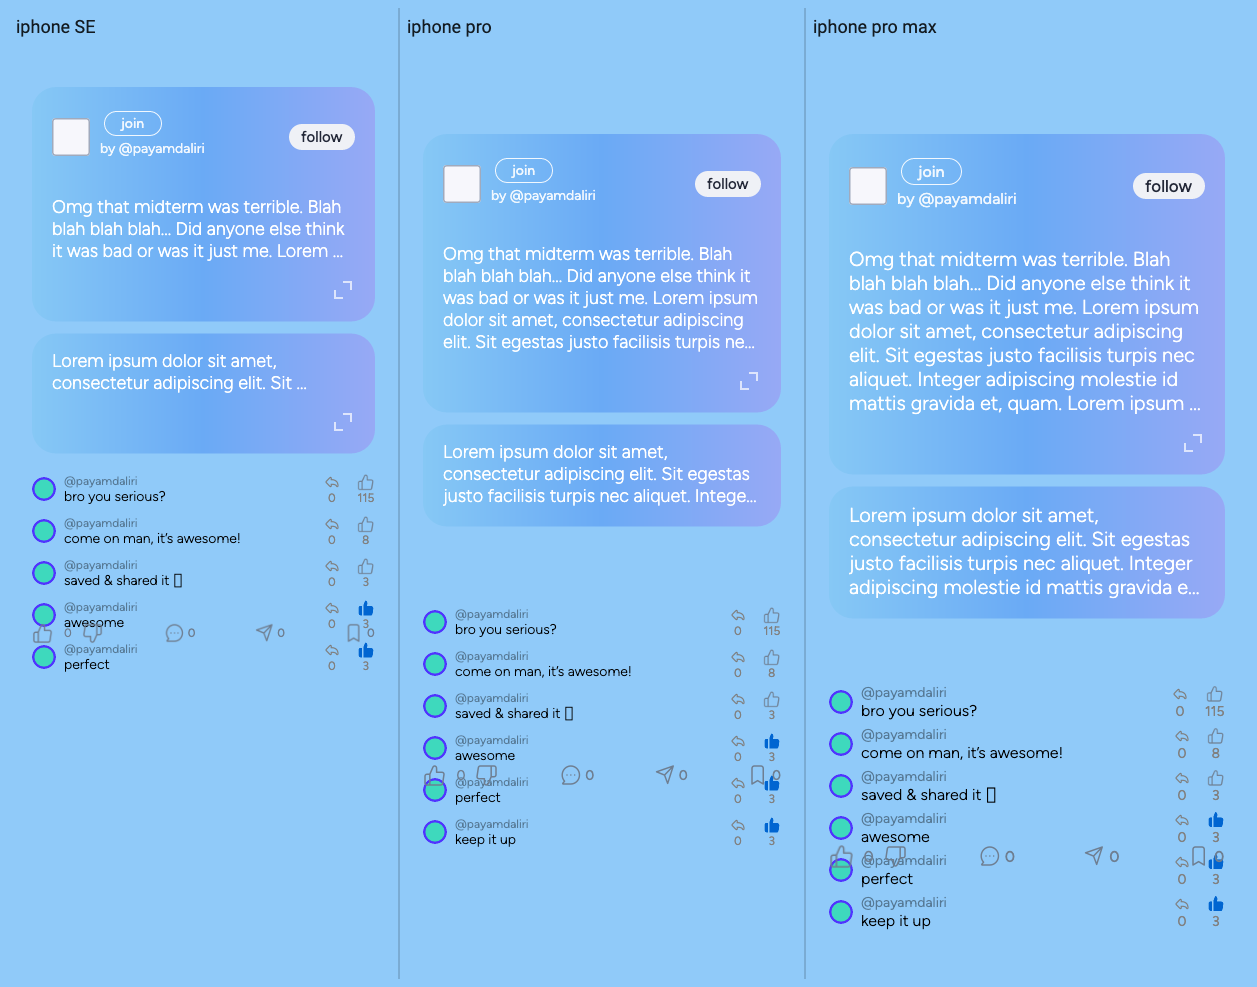 iphone SE
join
by @payamdaliri
follow
Omg that midterm was terrible. Blah
blah blah blah... Did anyone else think
it was bad or was it just me. Lorem ...
Lorem ipsum dolor sit amet,
consectetur adipiscing elit. Sit ...
@payamdaliri
bro you serious?
0 115
@payamdaliri
come on man, it's awesome!
0 8
@payamdaliri
saved & shared it
0 3
@payamdaliri
awesome
0 3
0 0 0 0
@payamdaliri
perfect
0 3
iphone pro
join
by @payamdaliri
follow
Omg that midterm was terrible. Blah
blah blah blah... Did anyone else think it
was bad or was it just me. Lorem ipsum
dolor sit amet, consectetur adipiscing
elit. Sit egestas justo facilisis turpis ne...
Lorem ipsum dolor sit amet,
consectetur adipiscing elit. Sit egestas
justo facilisis turpis nec aliquet. Intege...
@payamdaliri
bro you serious?
0 115
@payamdaliri
come on man, it's awesome!
0 8
@payamdaliri
saved & shared it
0 3
@payamdaliri
awesome
0 3
0 0 0 0
@payamdaliri
perfect
0 3
@payamdaliri
keep it up
0 3
iphone pro max
join
by @payamdaliri
follow
Omg that midterm was terrible. Blah
blah blah blah... Did anyone else think it
was bad or was it just me. Lorem ipsum
dolor sit amet, consectetur adipiscing
elit. Sit egestas justo facilisis turpis nec
aliquet. Integer adipiscing molestie id
mattis gravida et, quam. Lorem ipsum ...
Lorem ipsum dolor sit amet,
consectetur adipiscing elit. Sit egestas
justo facilisis turpis nec aliquet. Integer
adipiscing molestie id mattis gravida e...
@payamdaliri
bro you serious?
0 115
@payamdaliri
come on man, it's awesome!
0 8
@payamdaliri
saved & shared it
0 3
@payamdaliri
awesome
0 3
0 0 0 0
@payamdaliri
perfect
0 3
@payamdaliri
keep it up
0 3